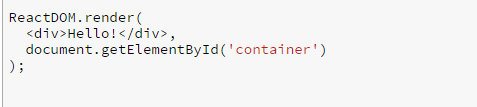 ReactDOM.render(
  <div>Hello!</div>,
  document.getElementById('container')
);